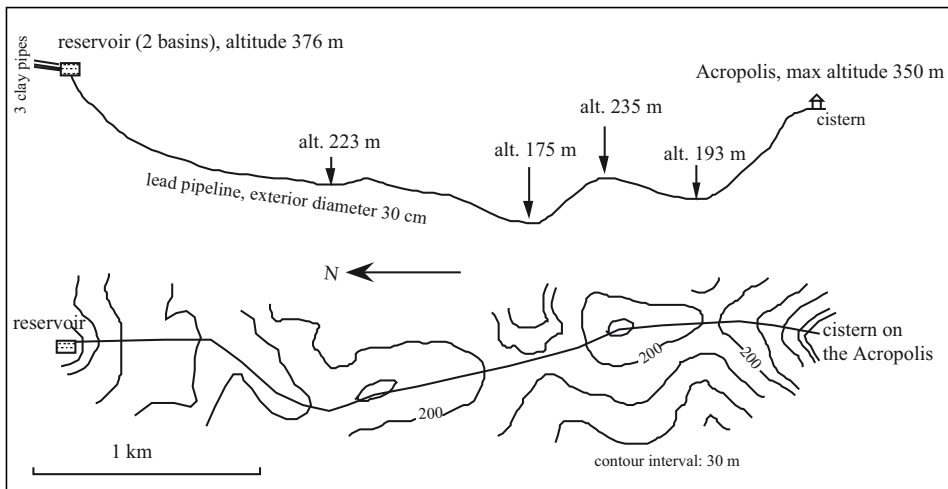 reservoir (2 basins), altitude 376 m
3 clay pipes
Acropolis, max altitude 350 m
cistern
alt. 235 m
alt. 223 m
alt. 175 m
alt. 193 m
lead pipeline, exterior diameter 30 cm
N
reservoir
cistern on
the Acropolis
200
200
200
1 km
contour interval: 30 m